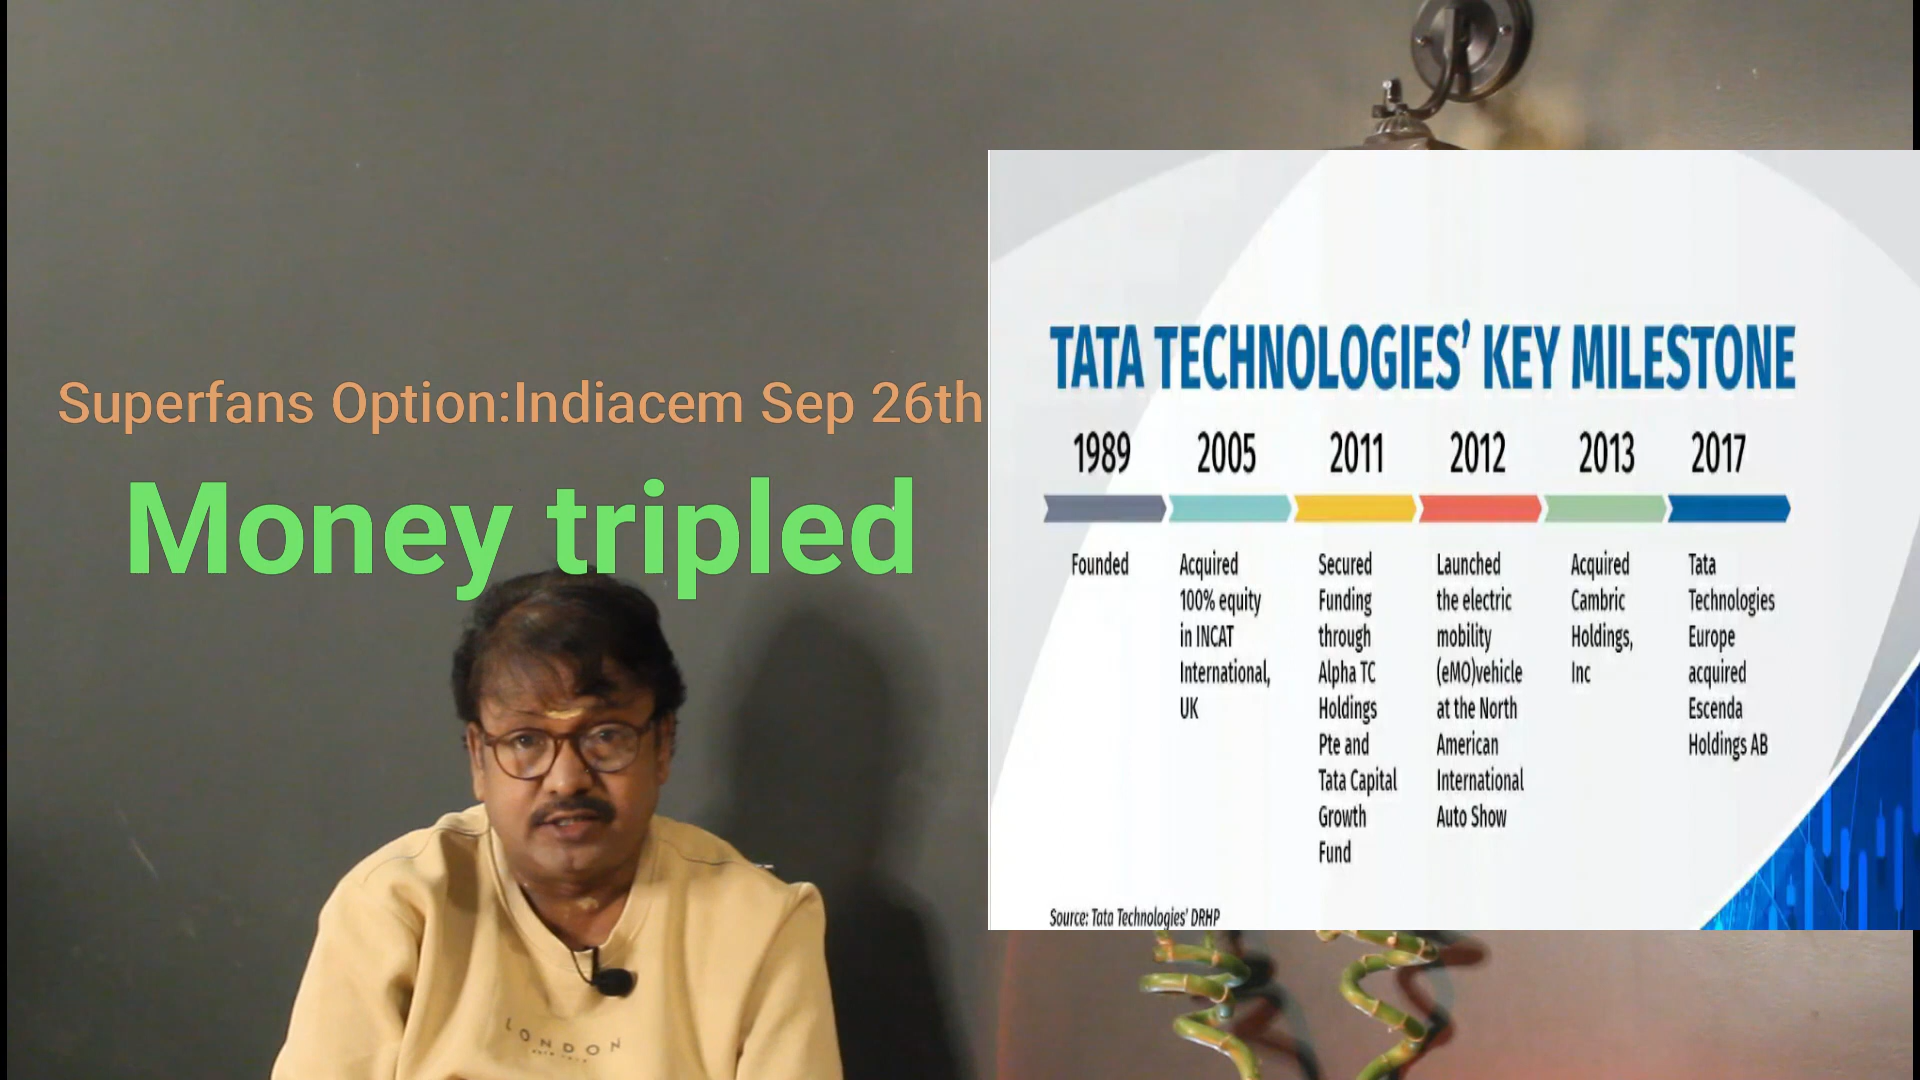 Superfans Option:Indiacem Sep 26th
Money tripled
TATA TECHNOLOGIES' KEY MILESTONE
1989 2005 2011 2012 2013 2017
Founded
Acquired
100% equity
in INCAT
International,
UK
Secured
Funding
through
Alpha TC
Holdings
Pte and
Tata Capital
Growth
Fund
Launched
the electric
mobility
(eMO)vehicle
at the North
American
International
Auto Show
Acquired
Cambric
Holdings,
Inc
Tata
Technologies
Europe
acquired
Escenda
Holdings AB
Source: Tata Technologies' DRHP
LONDON